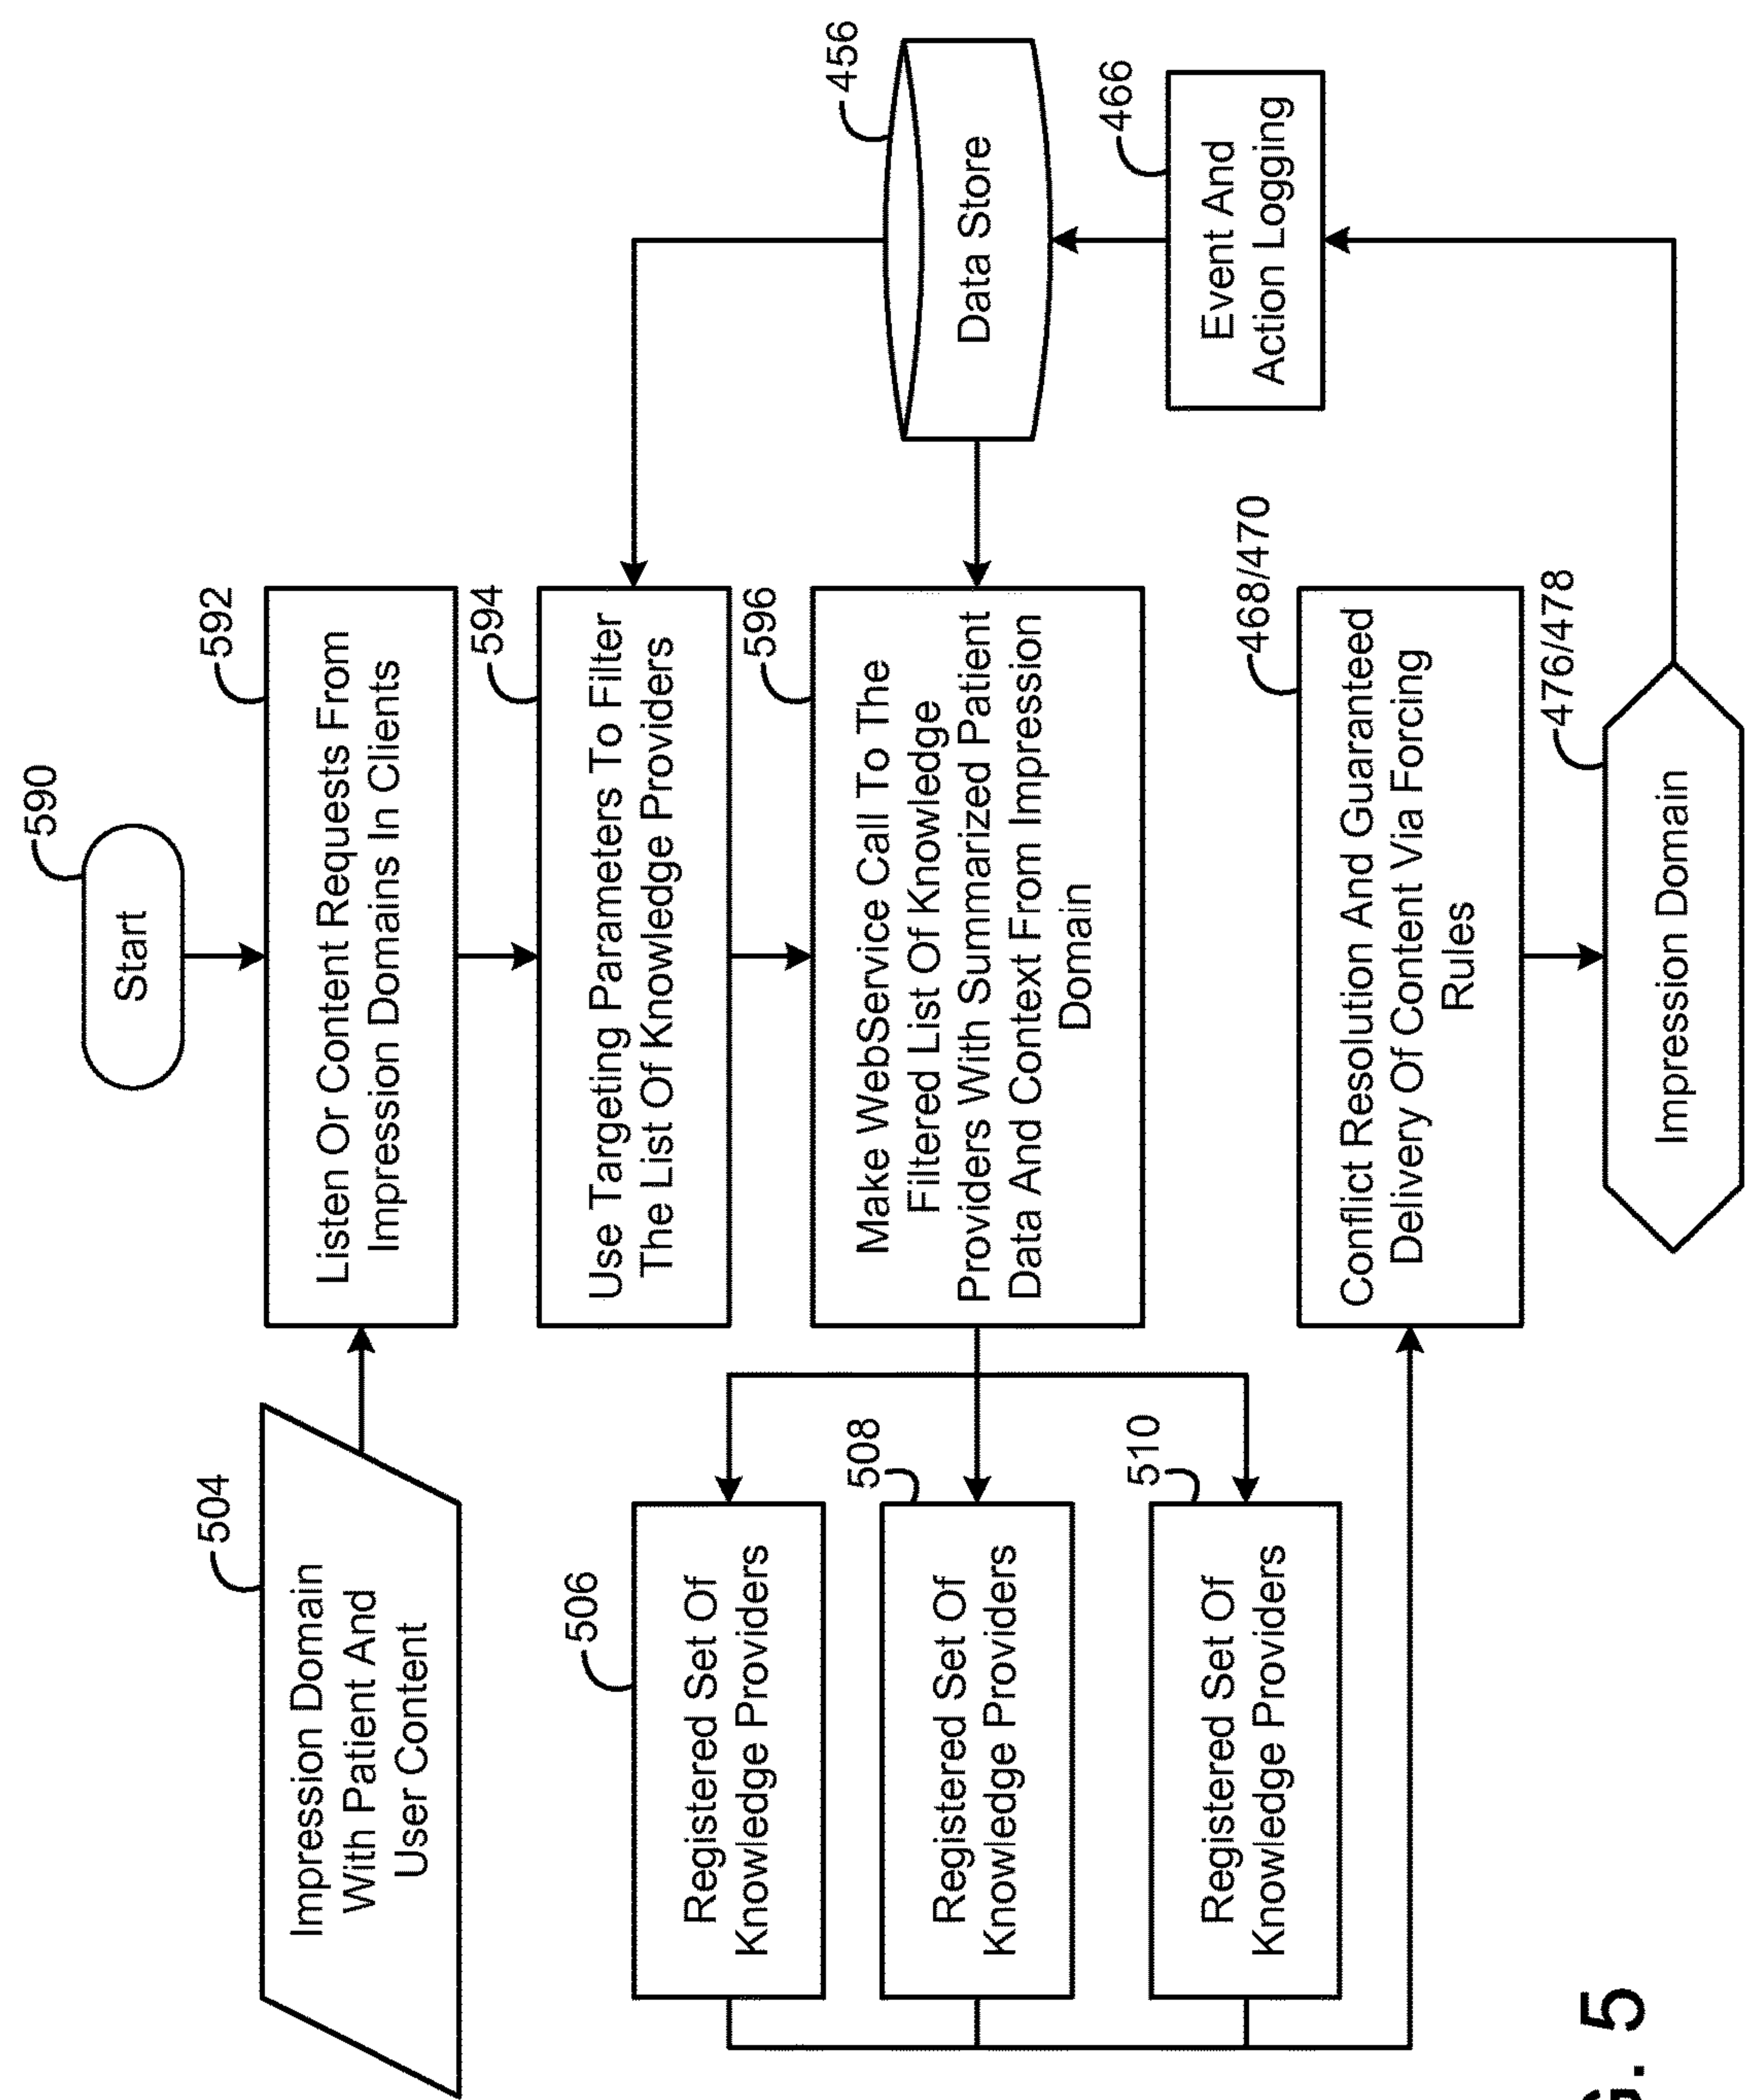 590
Start
504
Impression Domain
With Patient And
User Content
592
Listen Or Content Requests From
Impression Domains In Clients
594
Use Targeting Parameters To Filter
The List Of Knowledge Providers
456
Data Store
596
Make WebService Call To The
Filtered List Of Knowledge
Providers With Summarized Patient
Data And Context From Impression
Domain
466
Event And
Action Logging
506
Registered Set Of
Knowledge Providers
508
Registered Set Of
Knowledge Providers
510
Registered Set Of
Knowledge Providers
468/470
Conflict Resolution And Guaranteed
Delivery Of Content Via Forcing
Rules
476/478
Impression Domain
5